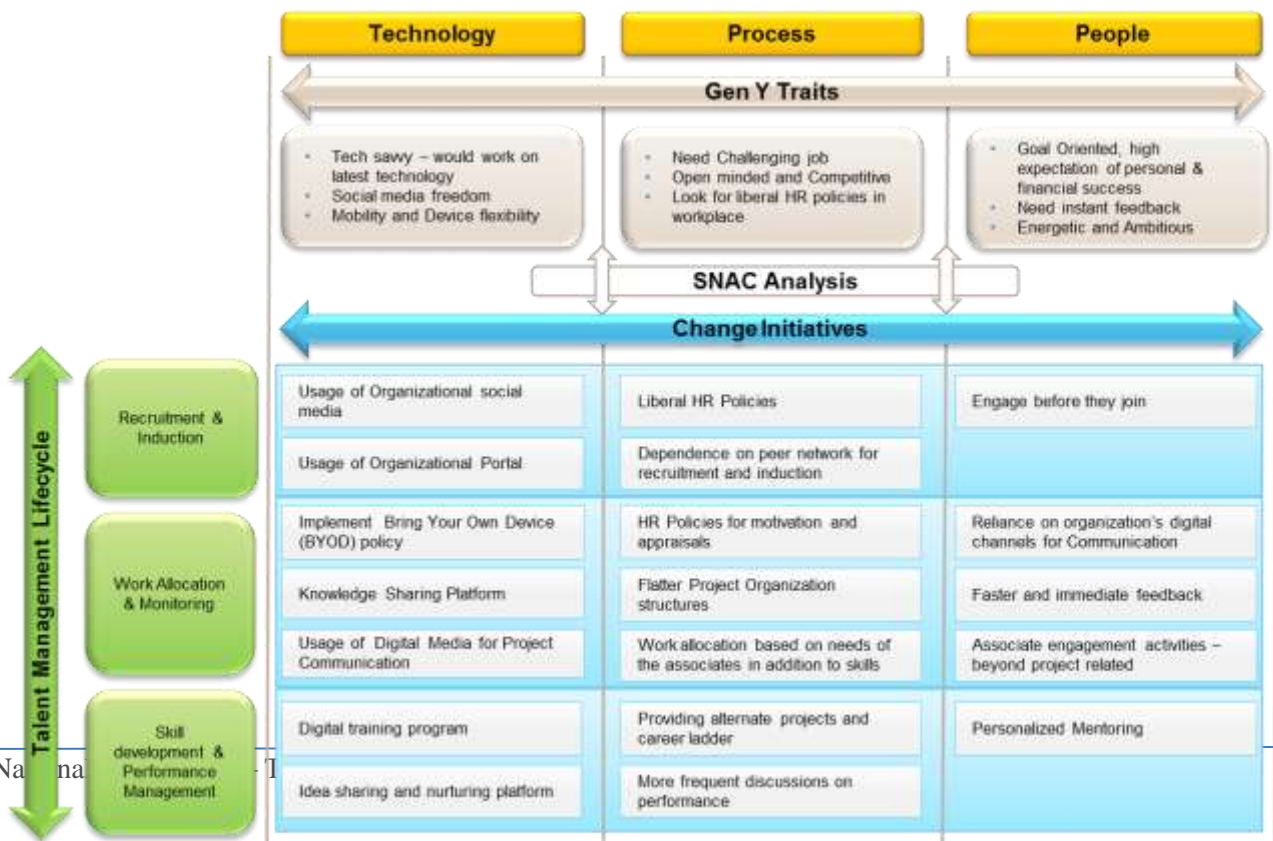 Technology
Process
People
Gen Y Traits
Tech savvy – would work on
latest technology
Social media freedom
Mobility and Device flexibility
Need Challenging job
Open minded and Competitive
Look for liberal HR policies in
workplace
Goal Oriented, high
expectation of personal &
financial success
Need instant feedback
Energetic and Ambitious
SNAC Analysis
Change Initiatives
Talent Management Lifecycle
Recruitment &
Induction
Usage of Organizational social
media
Usage of Organizational Portal
Liberal HR Policies
Dependence on peer network for
recruitment and induction
Engage before they join
Work Allocation
& Monitoring
Implement Bring Your Own Device
(BYOD) policy
Knowledge Sharing Platform
Usage of Digital Media for Project
Communication
HR Policies for motivation and
appraisals
Flatter Project Organization
structures
Work allocation based on needs of
the associates in addition to skills
Reliance on organization's digital
channels for Communication
Faster and immediate feedback
Associate engagement activities –
beyond project related
Skill
development &
Performance
Management
Digital training program
Idea sharing and nurturing platform
Providing alternate projects and
career ladder
More frequent discussions on
performance
Personalized Mentoring